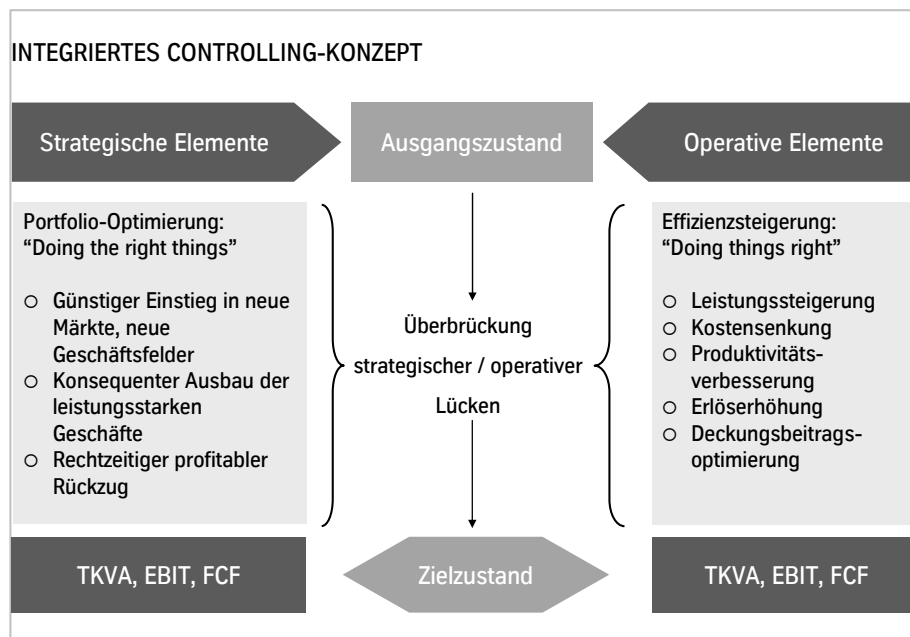 INTEGRIERTES CONTROLLING-KONZEPT
Strategische Elemente
Ausgangszustand
Operative Elemente
Portfolio-Optimierung:
“Doing the right things”
○ Günstiger Einstieg in neue
Märkte, neue
Geschäftsfelder
○ Konsequenter Ausbau der
leistungsstarken
Geschäfte
○ Rechtzeitiger profitabler
Rückzug
Überbrückung
strategischer / operativer
Lücken
Effizienzsteigerung:
“Doing things right”
○ Leistungssteigerung
○ Kostensenkung
○ Produktivitäts-
verbesserung
○ Erlöserhöhung
○ Deckungsbeitrags-
optimierung
TKVA, EBIT, FCF
Zielzustand
TKVA, EBIT, FCF